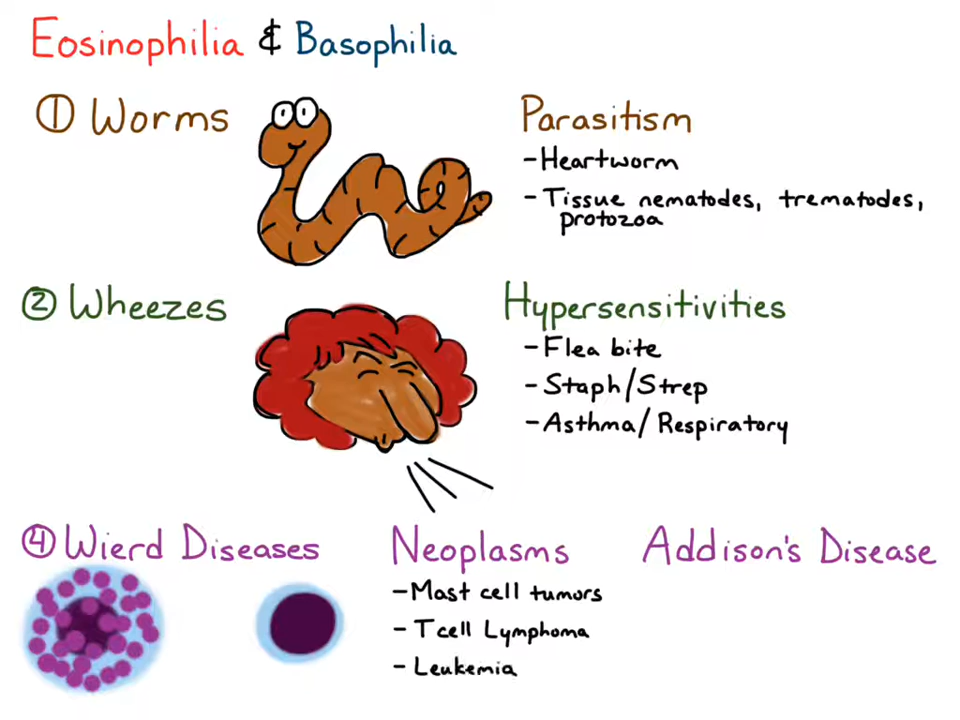 Eosinophilia & Basophilia
① Worms
Parasitism
-Heartworm
-Tissue nematodes, trematodes,
protozoa
② Wheezes
Hypersensitivities
-Flea bite
-Staph/Strep
-Asthma/Respiratory
④ Wierd Diseases
Neoplasms
-Mast cell tumors
-T cell Lymphoma
-Leukemia
Addison's Disease